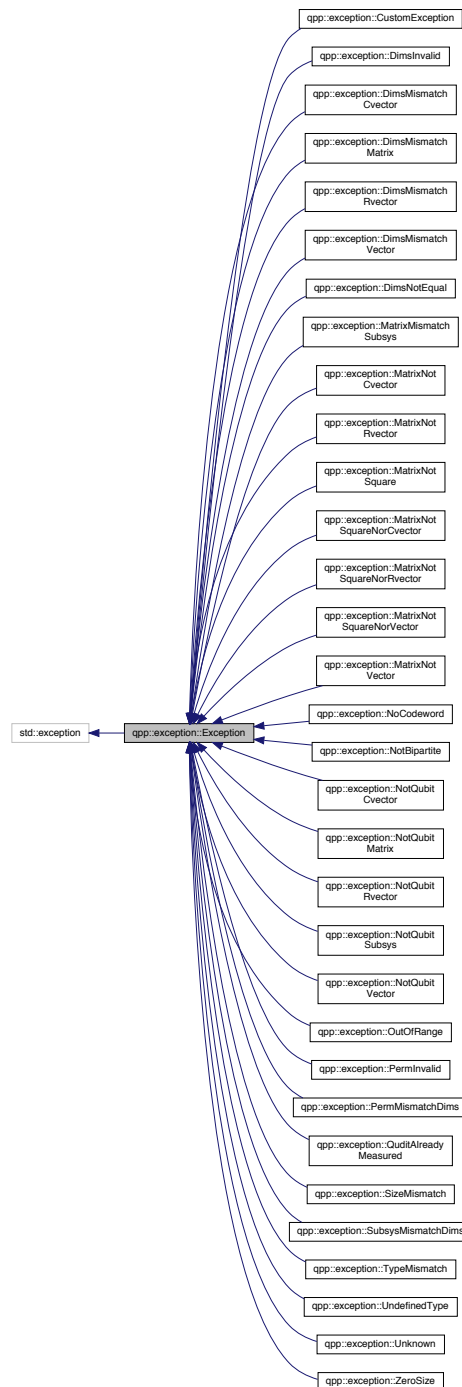 qpp::exception::CustomException
qpp::exception::DimsInvalid
qpp::exception::DimsMismatch
Cvector
qpp::exception::DimsMismatch
Matrix
qpp::exception::DimsMismatch
Rvector
qpp::exception::DimsMismatch
Vector
qpp::exception::DimsNotEqual
qpp::exception::MatrixMismatch
Subsys
qpp::exception::MatrixNot
Cvector
qpp::exception::MatrixNot
Rvector
qpp::exception::MatrixNot
Square
qpp::exception::MatrixNot
SquareNorCvector
qpp::exception::MatrixNot
SquareNorRvector
qpp::exception::MatrixNot
SquareNorVector
qpp::exception::MatrixNot
Vector
qpp::exception::NoCodeword
std::exception
qpp::exception::Exception
qpp::exception::NotBipartite
qpp::exception::NotQubit
Cvector
qpp::exception::NotQubit
Matrix
qpp::exception::NotQubit
Rvector
qpp::exception::NotQubit
Subsys
qpp::exception::NotQubit
Vector
qpp::exception::OutOfRange
qpp::exception::PermInvalid
qpp::exception::PermMismatchDims
qpp::exception::QuditAlready
Measured
qpp::exception::SizeMismatch
qpp::exception::SubsysMismatchDims
qpp::exception::TypeMismatch
qpp::exception::UndefinedType
qpp::exception::Unknown
qpp::exception::ZeroSize